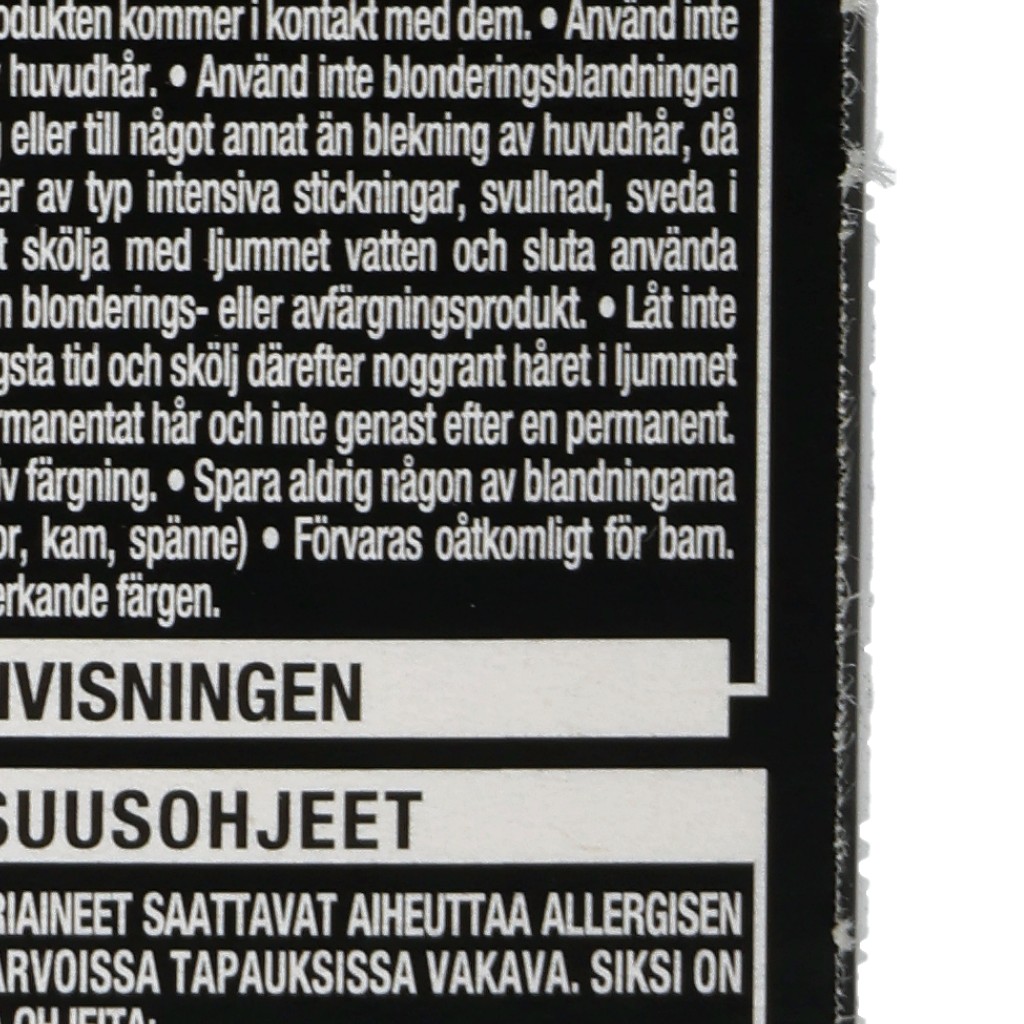 odukten kommer i kontakt med dem. • Använd inte
huvudhår. • Använd inte blonderingsblandningen
eller till något annat än blekning av huvudhår, då
er av typ intensiva stickningar, svullnad, sveda i
t skölja med ljummet vatten och sluta använda
blonderings- eller avfärgningsprodukt. • Låt inte
gsta tid och skölj därefter noggrant håret i ljummet
rmanentat hår och inte genast efter en permanent.
iv färgning. • Spara aldrig någon av blandningarna
or, kam, spänne) • Förvaras oåtkomligt för barn.
erkande färgen.
NVISNINGEN
SUUSOHJEET
RIAINEET SAATTAVAT AIHEUTTAA ALLERGISEN
ARVOISSA TAPAUKSISSA VAKAVA. SIKSI ON
OHJEITA: